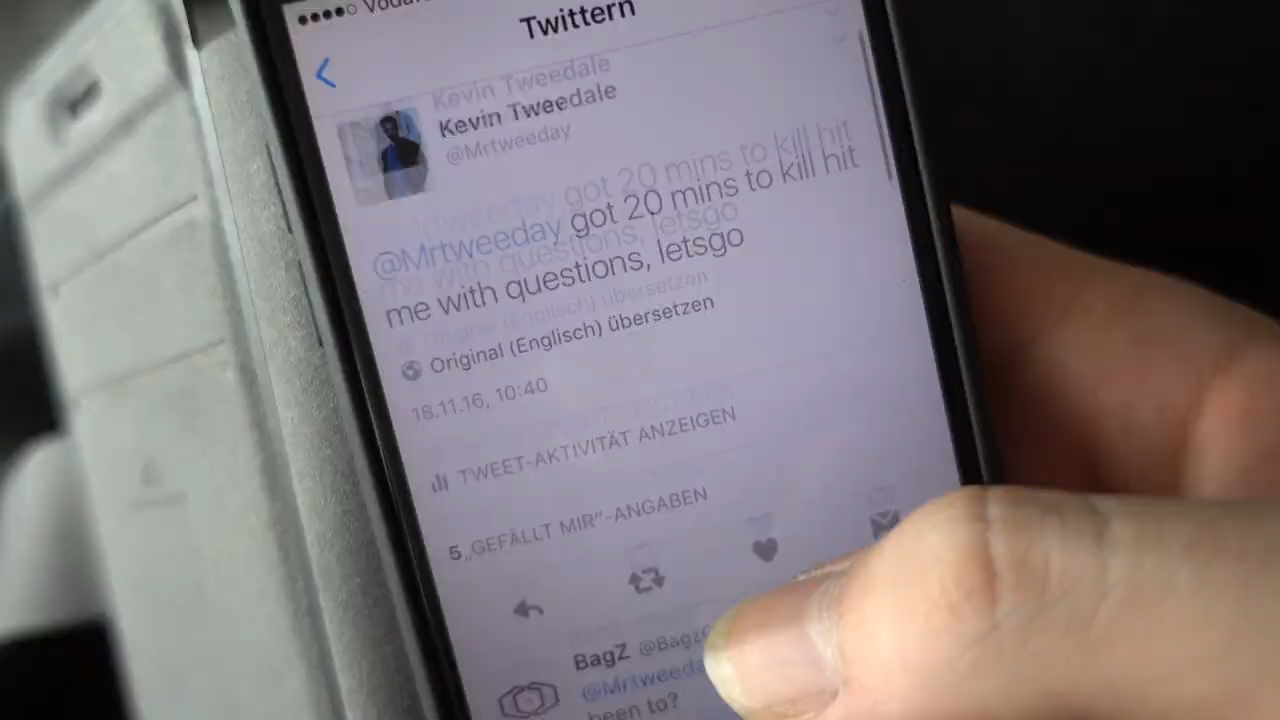 Twittern
Kevin Tweedale
@Mrtweeday
@Mrtweeday got 20 mins to kill hit
me with questions, letsgo
Original (Englisch) übersetzen
18.11.16, 10:40
TWEET-AKTIVITÄT ANZEIGEN
5 „GEFÄLLT MIR“-ANGABEN
BagZ
been to?